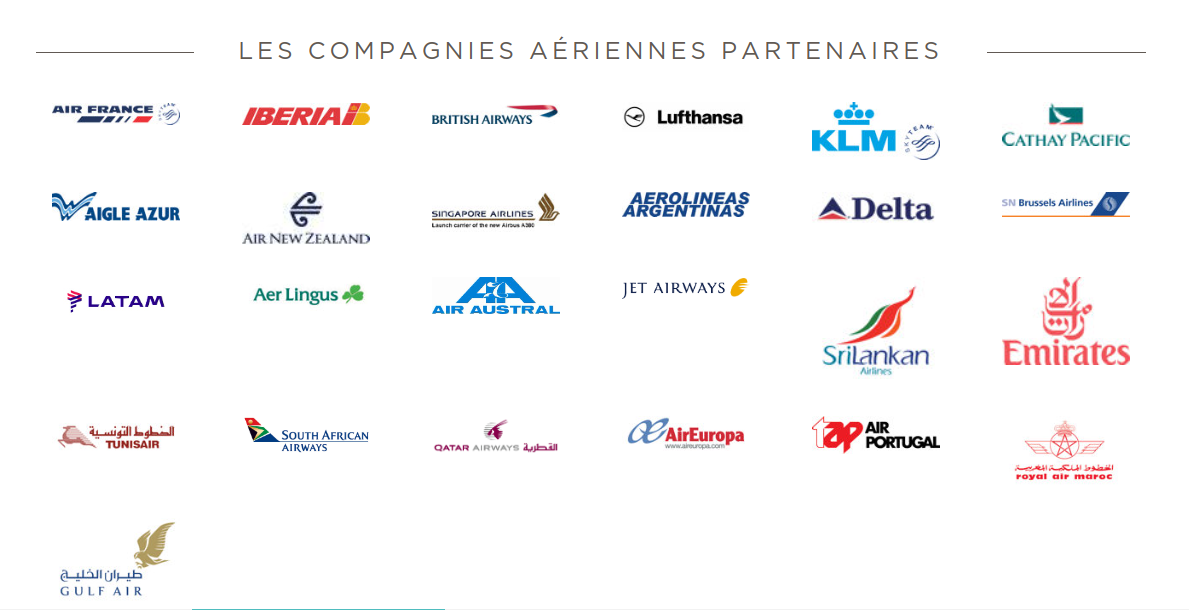 LES COMPAGNIES AÉRIENNES PARTENAIRES
AIR FRANCE
IBERIA
BRITISH AIRWAYS
Lufthansa
KLM
SKYTEAM
CATHAY PACIFIC
AIGLE AZUR
AIR NEW ZEALAND
SINGAPORE AIRLINES
Launch carrier of the new Airbus A380
AEROLINEAS
ARGENTINAS
Delta
SN Brussels Airlines
LATAM
Aer Lingus
AIR AUSTRAL
JET AIRWAYS
SriLankan
Airlines
Emirates
الخطوط التونسية
TUNISAIR
SOUTH AFRICAN
AIRWAYS
QATAR AIRWAYS القطرية
AirEuropa
www.aireuropa.com
tap AIR
PORTUGAL
الخطوط الملكية المغربية
royal air maroc
طيران الخليج
GULF AIR